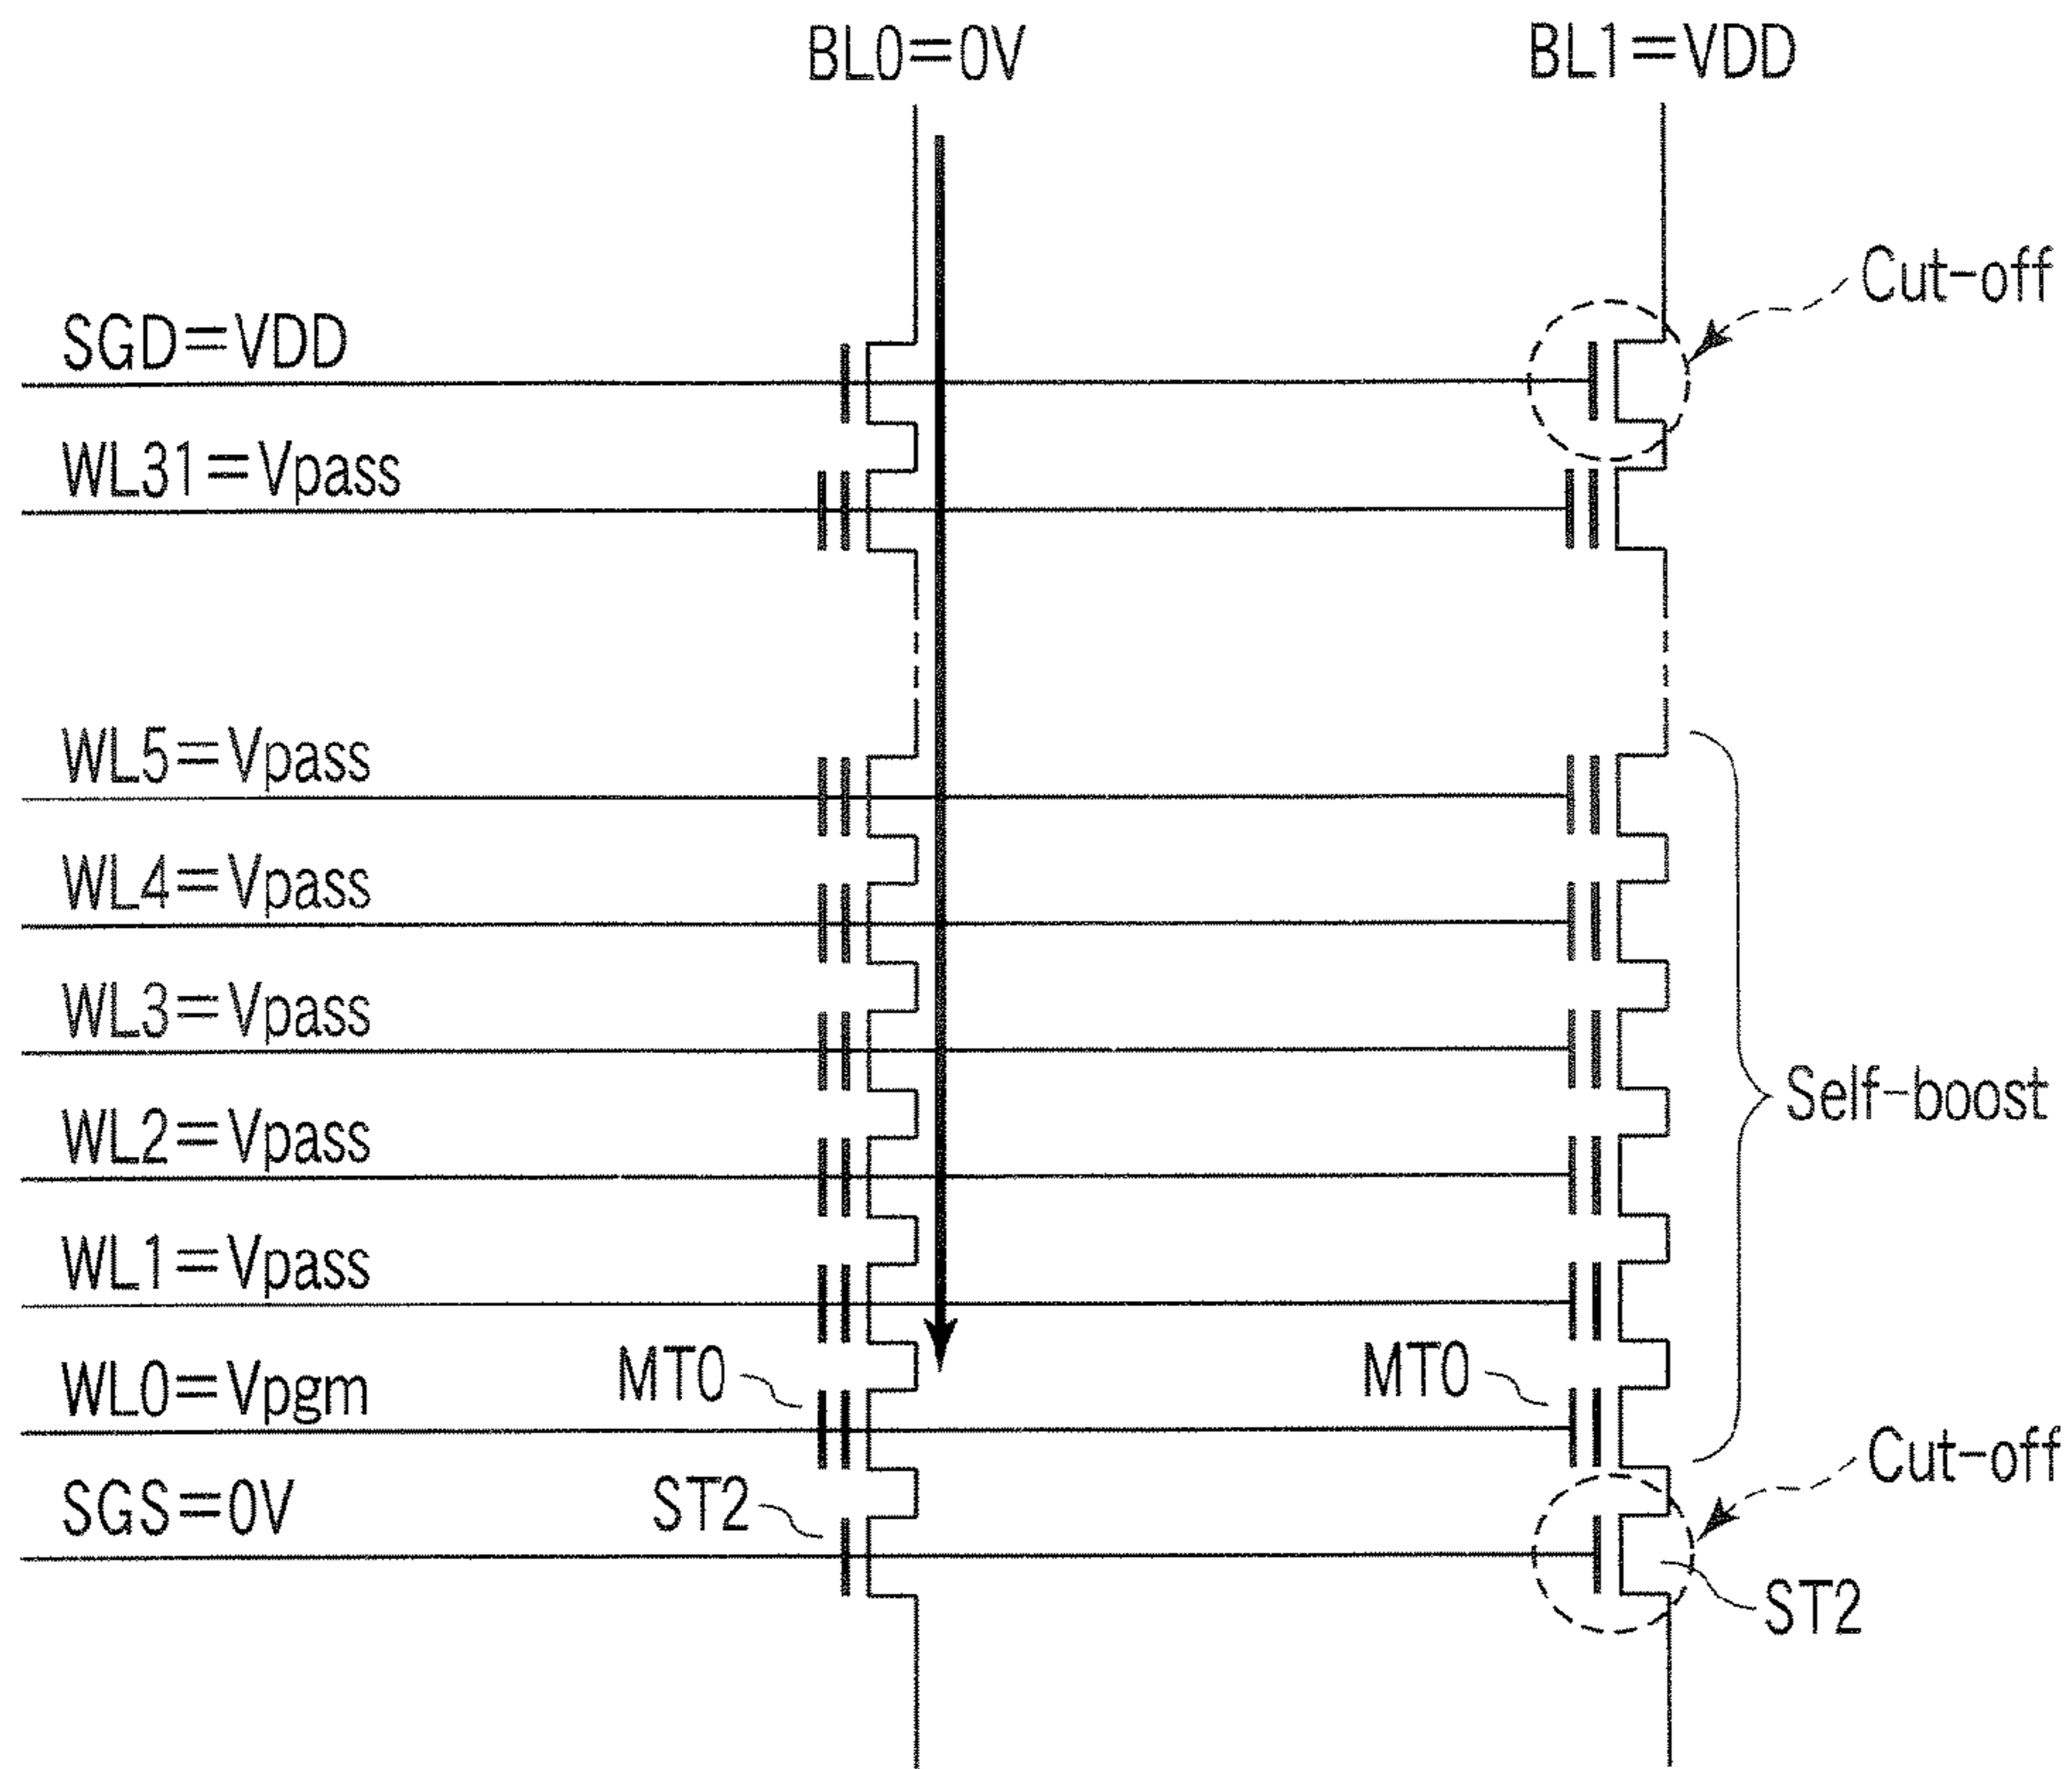 BL0=0V
BL1=VDD
Cut-off
SGD=VDD
WL31=Vpass
WL5=Vpass
WL4=Vpass
WL3=Vpass
Self-boost
WL2=Vpass
WL1=Vpass
MT0
MT0
WL0=Vpgm
Cut-off
SGS=0V
ST2
ST2